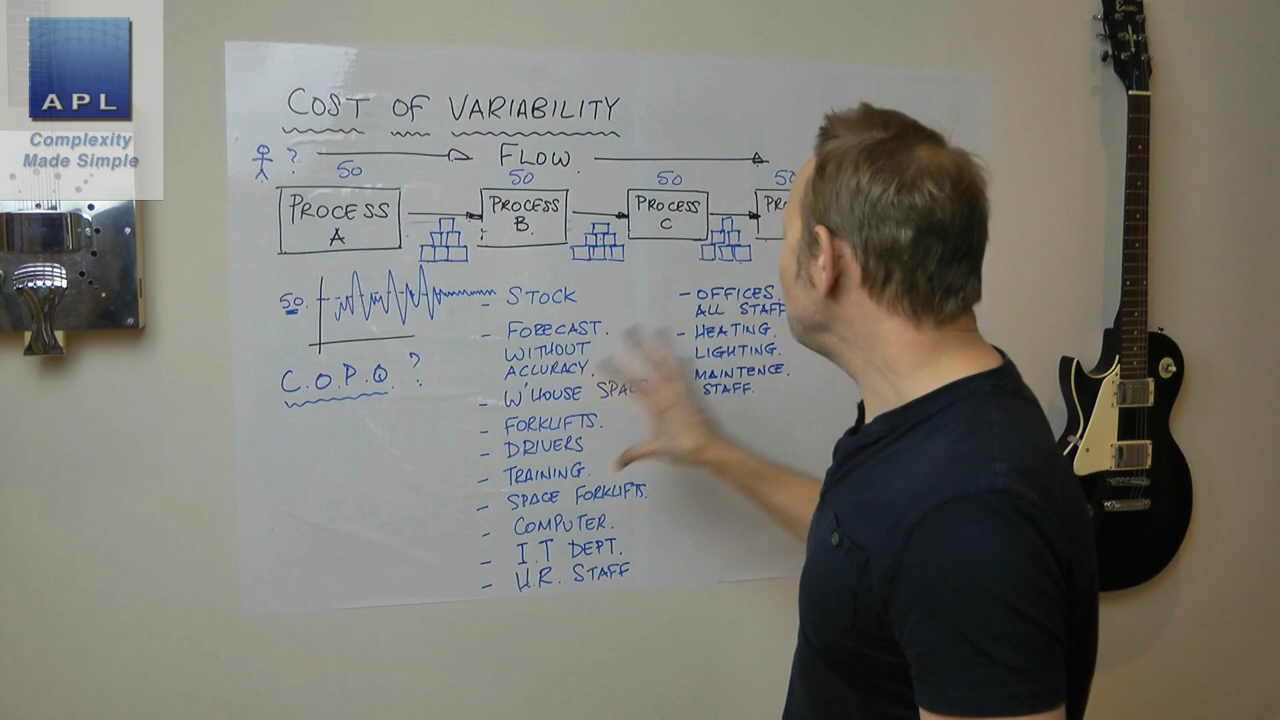 APL
Complexity
Made Simple
COST OF VARIABILITY
? FLOW.
50 50 50 50
PROCESS
A
PROCESS
B.
PROCESS
C
50.
C.O.P.Q. ?
- STOCK
- FORECAST.
WITHOUT
ACCURACY.
- W'HOUSE
- FORKLIFTS.
- DRIVERS
- TRAINING.
- SPACE FORKLIFTS.
- COMPUTER.
- I.T DEPT.
- H.R. STAFF
- OFFICES.
ALL STAFF
- HEATING.
LIGHTING.
MAINTENCE.
STAFF.